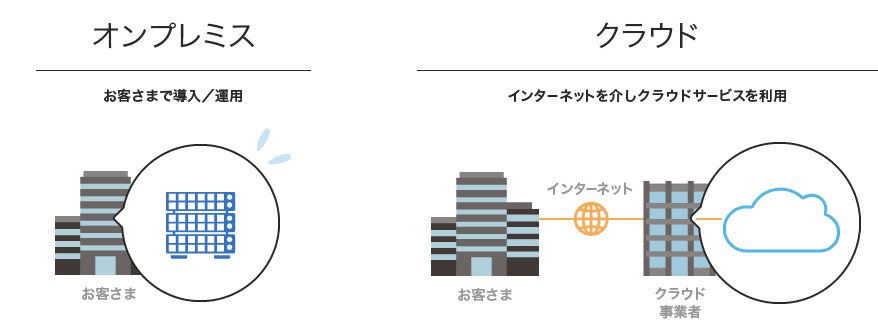 オンプレミス
お客さまで導入／運用
お客さま
クラウド
インターネットを介しクラウドサービスを利用
インターネット
お客さま
クラウド
事業者